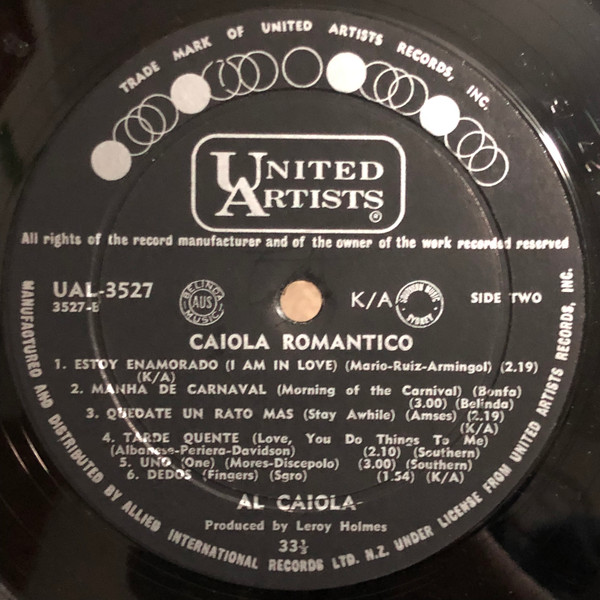 TRADE MARK OF UNITED ARTISTS RECORDS, INC.
UNITED
ARTISTS
®
All rights of the record manufacturer and of the owner of the work recorded reserved
UAL-3527
3527-B
BELINDA
AUS
MUSIC
K/A
SOUTHERN MUSIC
SYDNEY
SIDE TWO
CAIOLA ROMANTICO
1. ESTOY ENAMORADO (I AM IN LOVE) (Mario-Ruiz-Armingol) (2.19)
(K/A)
2. MANHA DE CARNAVAL (Morning of the Carnival) (Bonfa)
(3.00) (Belinda)
3. QUEDATE UN RATO MAS (Stay Awhile) (Amses) (2.19)
(K/A)
4. TARDE QUENTE (Love, You Do Things To Me)
(Albanese-Periera-Davidson) (2.10) (Southern)
5. UNO (One) (Mores-Discepolo) (3.00) (Southern)
6. DEDOS (Fingers) (Sgro) (1.54) (K/A)
AL CAIOLA
Produced by Leroy Holmes
33⅓
MANUFACTURED AND DISTRIBUTED BY ALLIED INTERNATIONAL RECORDS LTD. N.Z. UNDER LICENSE FROM UNITED ARTISTS RECORDS, INC.